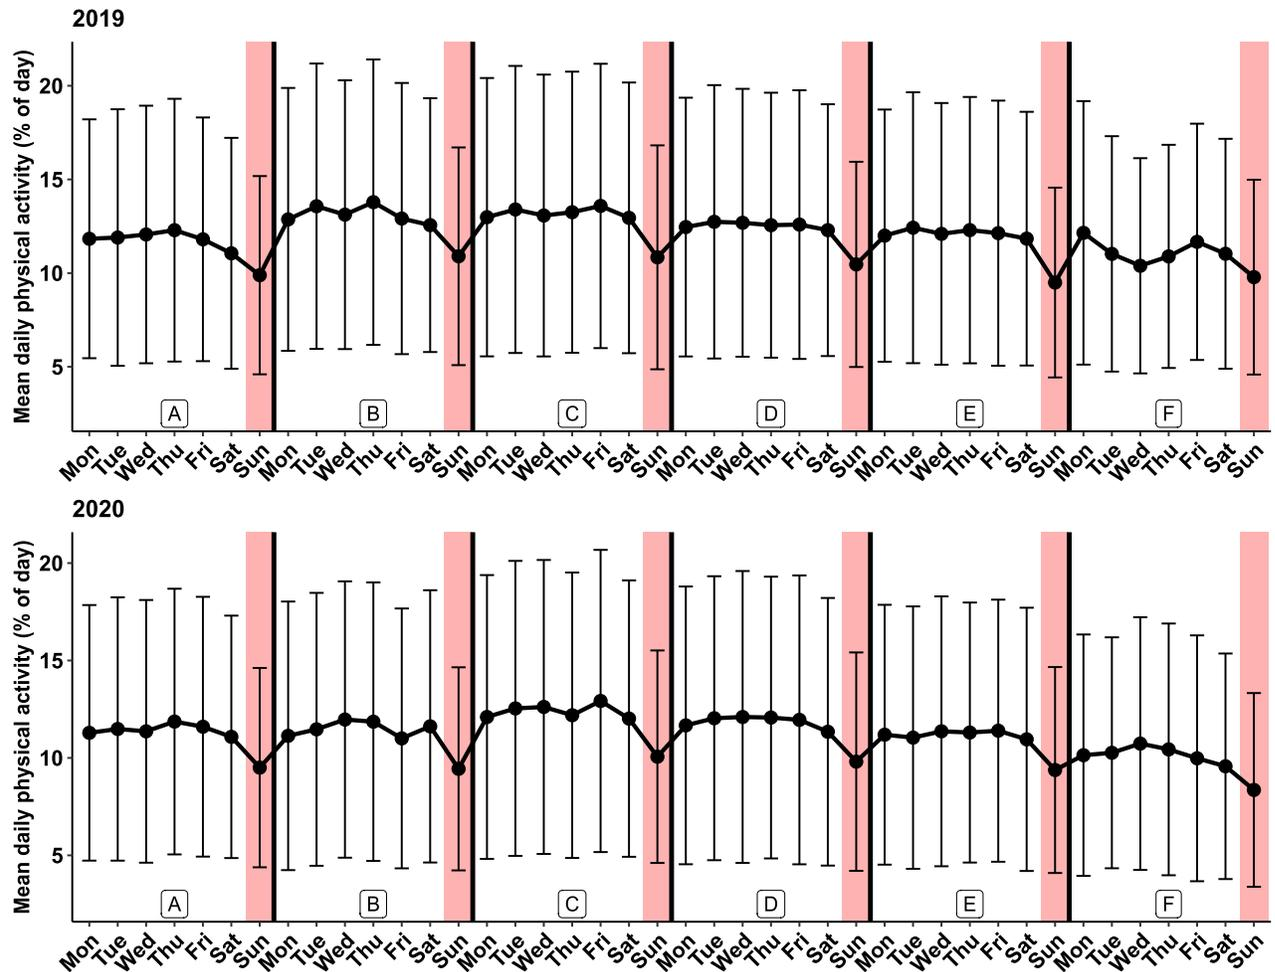 2019
Mean daily physical activity (% of day)
20
15
10
5
A B C D E F
Mon Tue Wed Thu Fri Sat Sun Mon Tue Wed Thu Fri Sat Sun Mon Tue Wed Thu Fri Sat Sun Mon Tue Wed Thu Fri Sat Sun Mon Tue Wed Thu Fri Sat Sun Mon Tue Wed Thu Fri Sat Sun
2020
Mean daily physical activity (% of day)
20
15
10
5
A B C D E F
Mon Tue Wed Thu Fri Sat Sun Mon Tue Wed Thu Fri Sat Sun Mon Tue Wed Thu Fri Sat Sun Mon Tue Wed Thu Fri Sat Sun Mon Tue Wed Thu Fri Sat Sun Mon Tue Wed Thu Fri Sat Sun